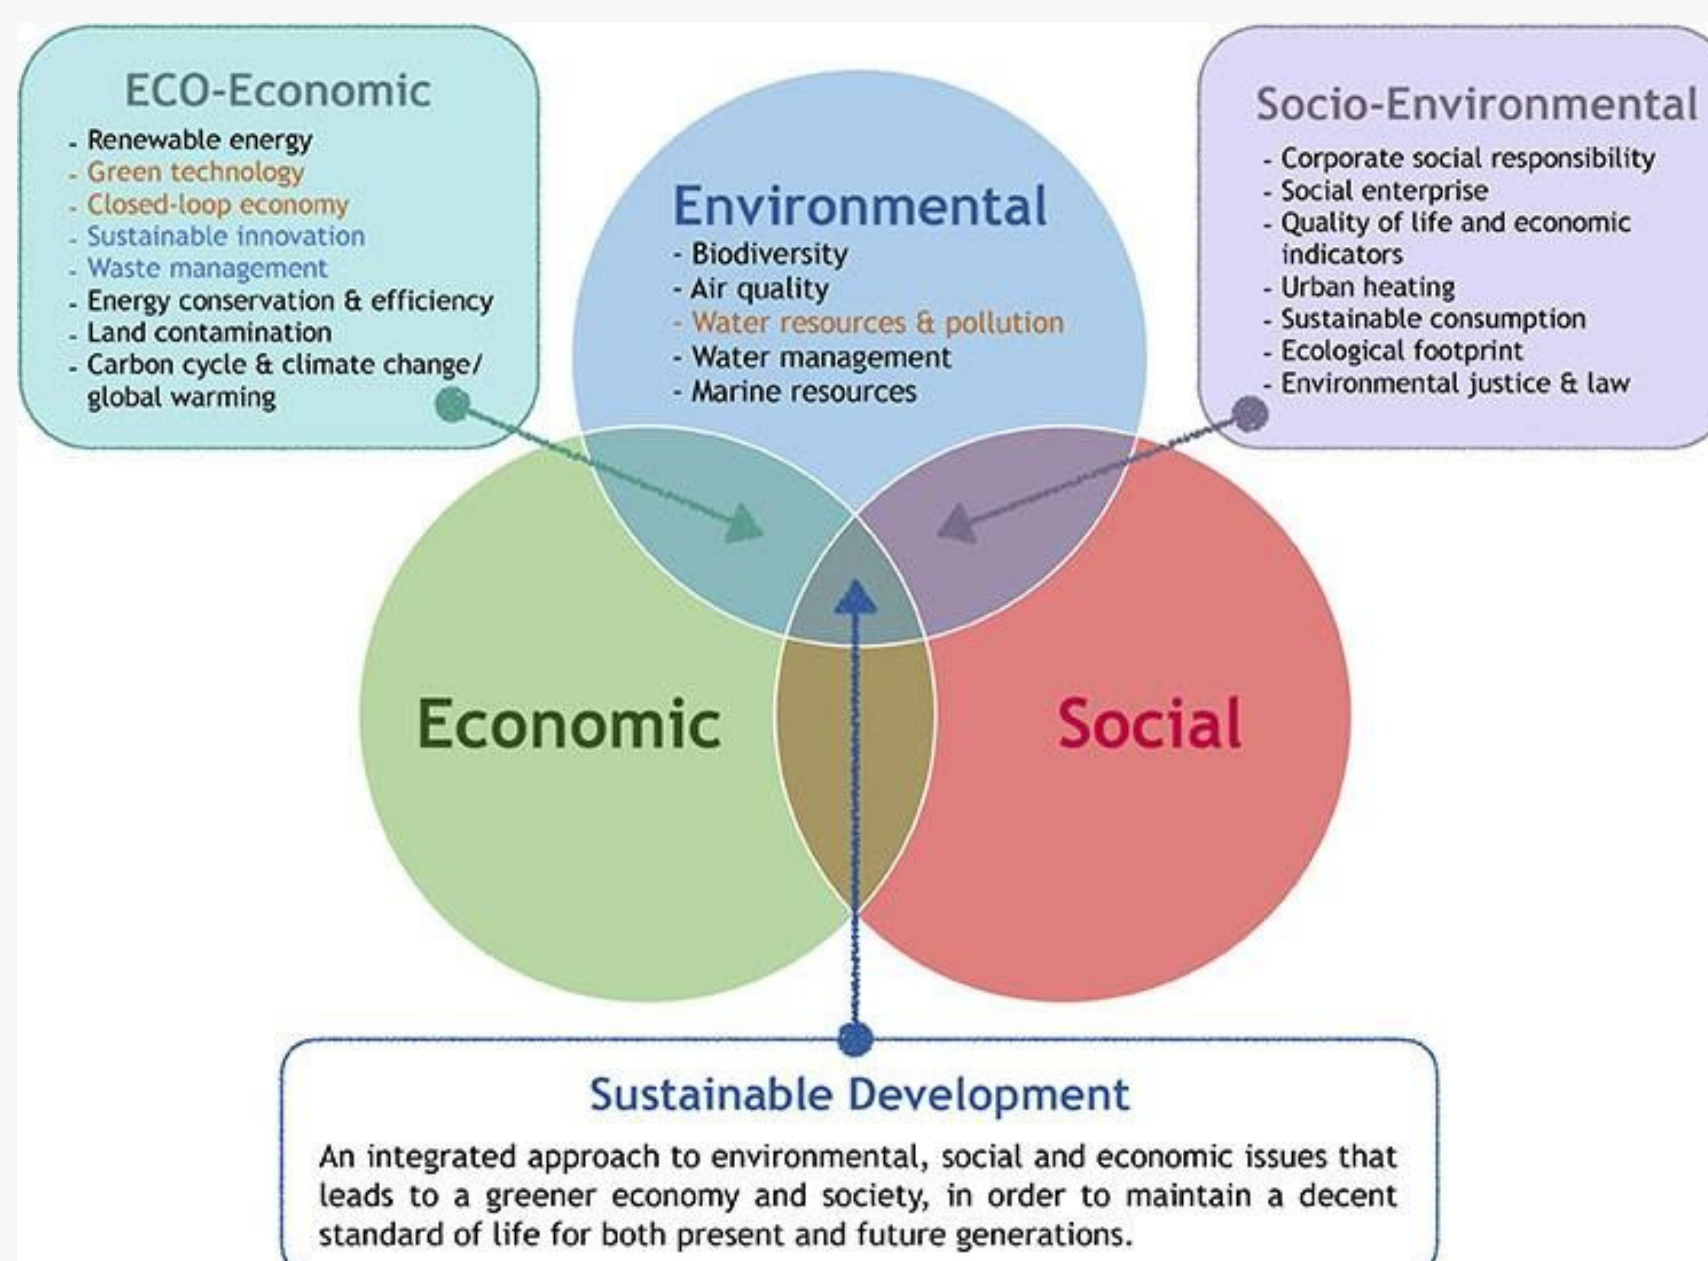 ECO-Economic
- Renewable energy
- Green technology
- Closed-loop economy
- Sustainable innovation
- Waste management
- Energy conservation & efficiency
- Land contamination
- Carbon cycle & climate change/
global warming
Environmental
- Biodiversity
- Air quality
- Water resources & pollution
- Water management
- Marine resources
Socio-Environmental
- Corporate social responsibility
- Social enterprise
- Quality of life and economic
indicators
- Urban heating
- Sustainable consumption
- Ecological footprint
- Environmental justice & law
Economic
Social
Sustainable Development
An integrated approach to environmental, social and economic issues that
leads to a greener economy and society, in order to maintain a decent
standard of life for both present and future generations.